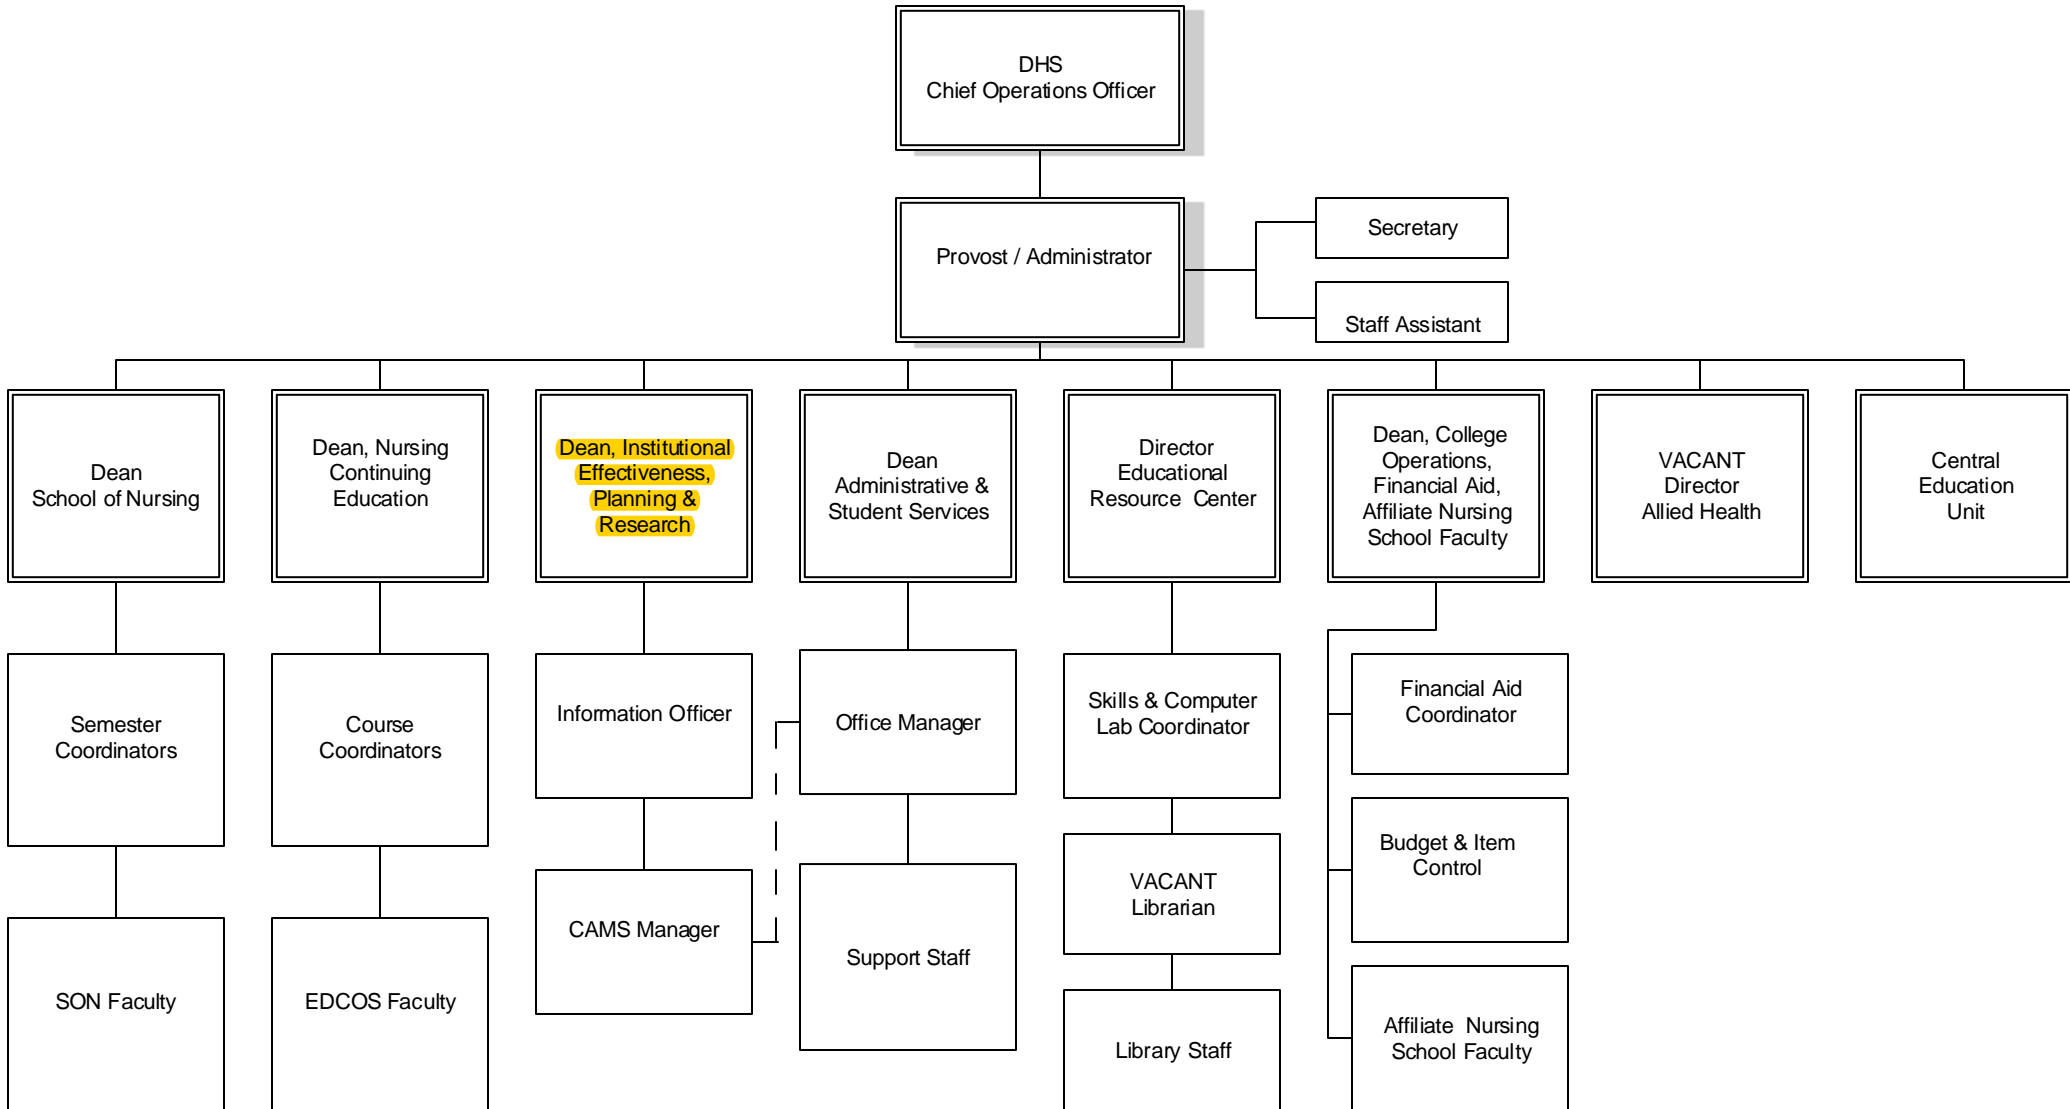 DHS
Chief Operations Officer
Provost / Administrator
Secretary
Staff Assistant
Dean
School of Nursing
Dean, Nursing
Continuing
Education
Dean, Institutional
Effectiveness,
Planning &
Research
Dean
Administrative &
Student Services
Director
Educational
Resource Center
Dean, College
Operations,
Financial Aid,
Affiliate Nursing
School Faculty
VACANT
Director
Allied Health
Central
Education
Unit
Semester
Coordinators
Course
Coordinators
Information Officer
Office Manager
Skills & Computer
Lab Coordinator
Financial Aid
Coordinator
Budget & Item
Control
CAMS Manager
Support Staff
VACANT
Librarian
SON Faculty
EDCOS Faculty
Library Staff
Affiliate Nursing
School Faculty